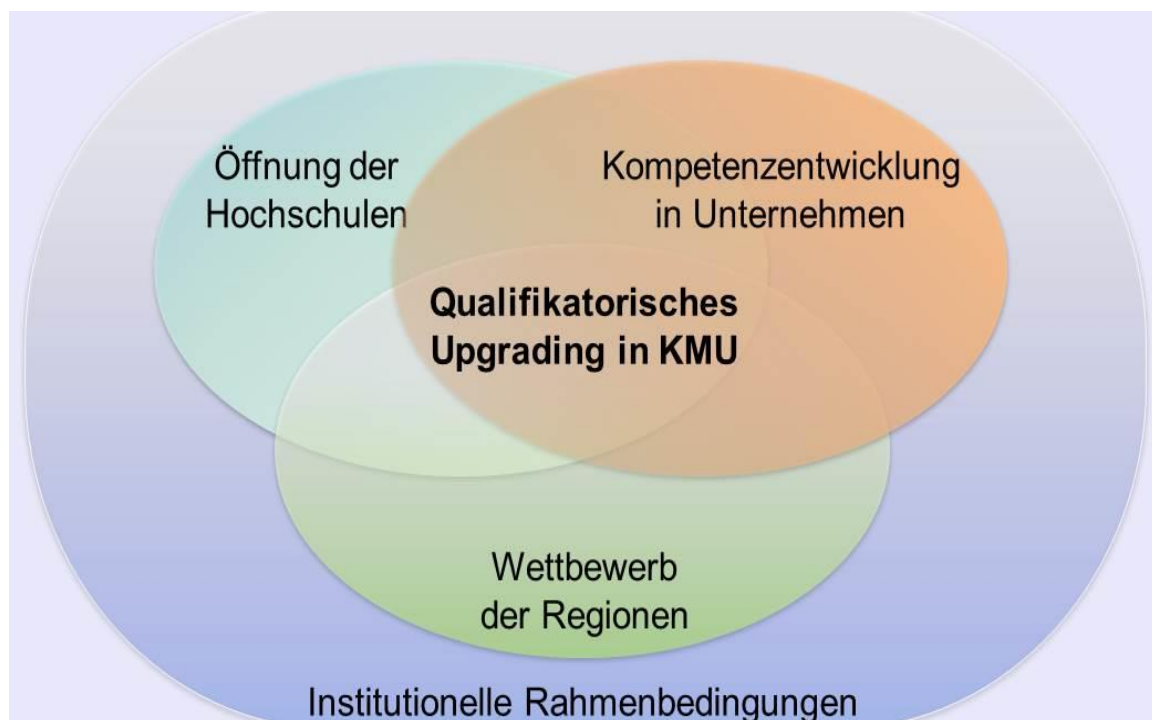 Öffnung der
Hochschulen
Kompetenzentwicklung
in Unternehmen
Qualifikatorisches
Upgrading in KMU
Wettbewerb
der Regionen
Institutionelle Rahmenbedingungen